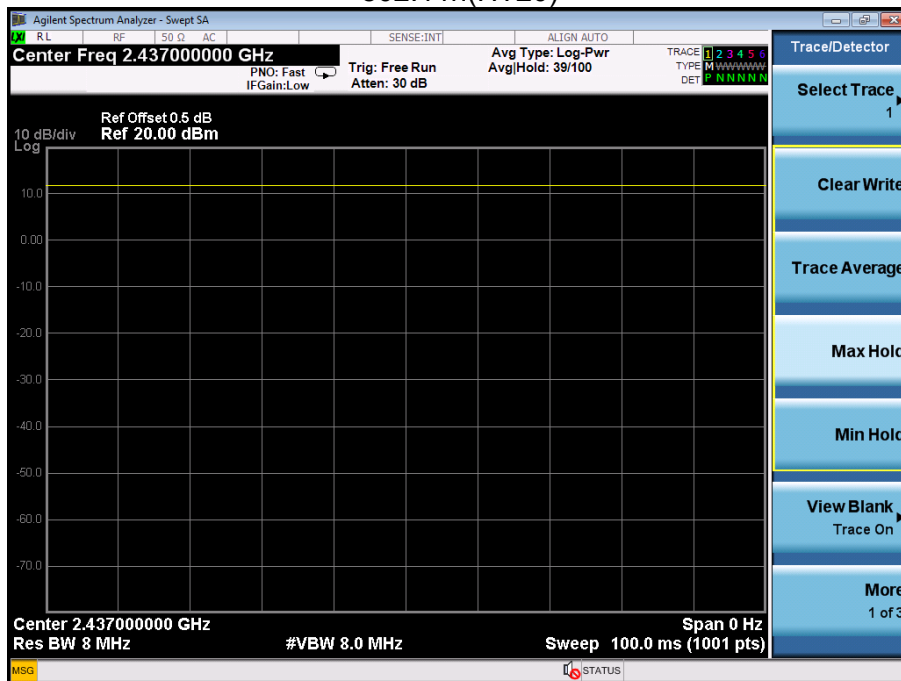 Agilent Spectrum Analyzer - Swept SA
RL RF 50 Ω AC SENSE:INT ALIGN AUTO
Center Freq 2.437000000 GHz
PNO: Fast
IFGain:Low
Trig: Free Run
Atten: 30 dB
Avg Type: Log-Pwr
Avg|Hold: 39/100
TRACE 1 2 3 4 5 6
TYPE M WWWWW
DET P N N N N N
Ref Offset 0.5 dB
10 dB/div Ref 20.00 dBm
Log
10.0
0.00
-10.0
-20.0
-30.0
-40.0
-50.0
-60.0
-70.0
Center 2.437000000 GHz Span 0 Hz
Res BW 8 MHz #VBW 8.0 MHz Sweep 100.0 ms (1001 pts)
MSG STATUS
Trace/Detector
Select Trace
1
Clear Write
Trace Average
Max Hold
Min Hold
View Blank
Trace On
More
1 of 3